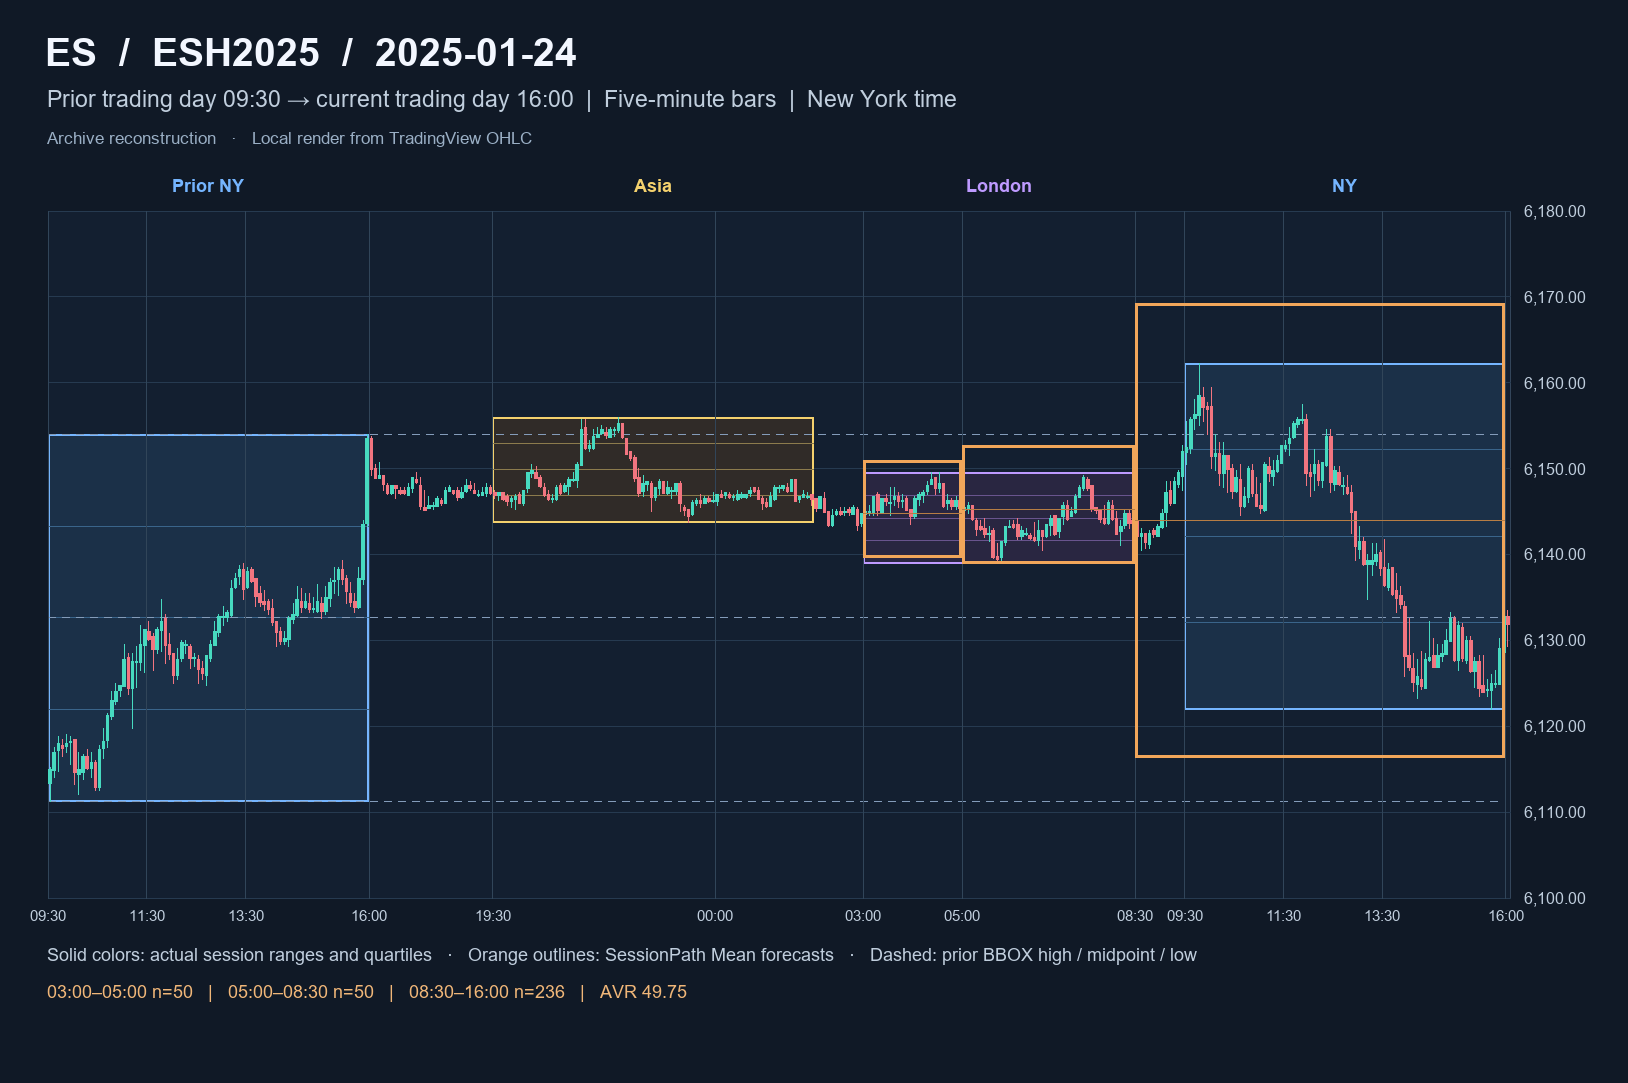 ES / ESH2025 / 2025-01-24
Prior trading day 09:30 → current trading day 16:00 | Five-minute bars | New York time
Archive reconstruction · Local render from TradingView OHLC
Prior NY Asia London NY
6,180.00
6,170.00
6,160.00
6,150.00
6,140.00
6,130.00
6,120.00
6,110.00
6,100.00
09:30 11:30 13:30 16:00 19:30 00:00 03:00 05:00 08:30 09:30 11:30 13:30 16:00
Solid colors: actual session ranges and quartiles · Orange outlines: SessionPath Mean forecasts · Dashed: prior BBOX high / midpoint / low
03:00–05:00 n=50 | 05:00–08:30 n=50 | 08:30–16:00 n=236 | AVR 49.75